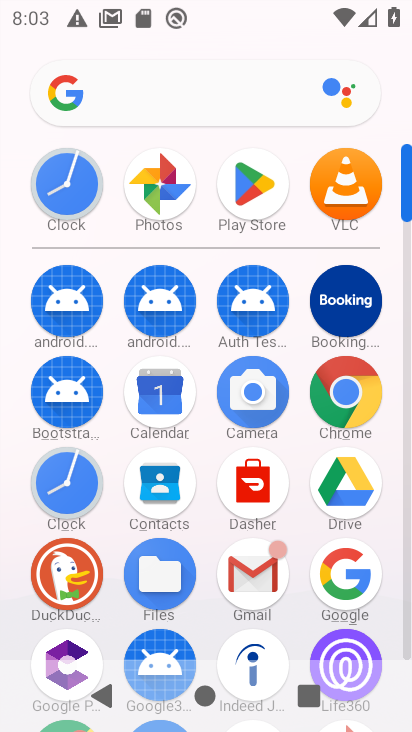 8:03
Clock Photos Play Store VLC
android.... android.... Auth Tes... Booking....
Booking
Bootstra... Calendar Camera Chrome
1
Clock Contacts Dasher Drive
DuckDuc... Files Gmail Google
Google P... Google3... Indeed J... Life360